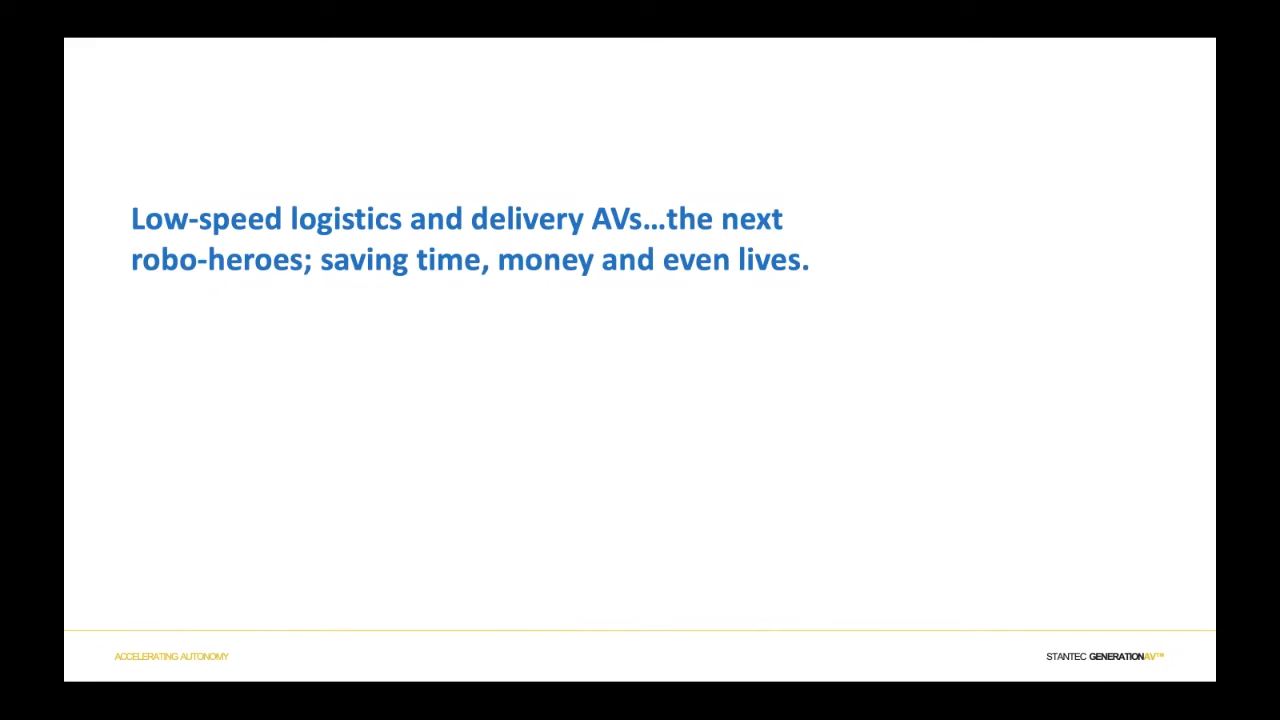 Low-speed logistics and delivery AVs…the next
robo-heroes; saving time, money and even lives.
ACCELERATING AUTONOMY
STANTEC GENERATIONAV™